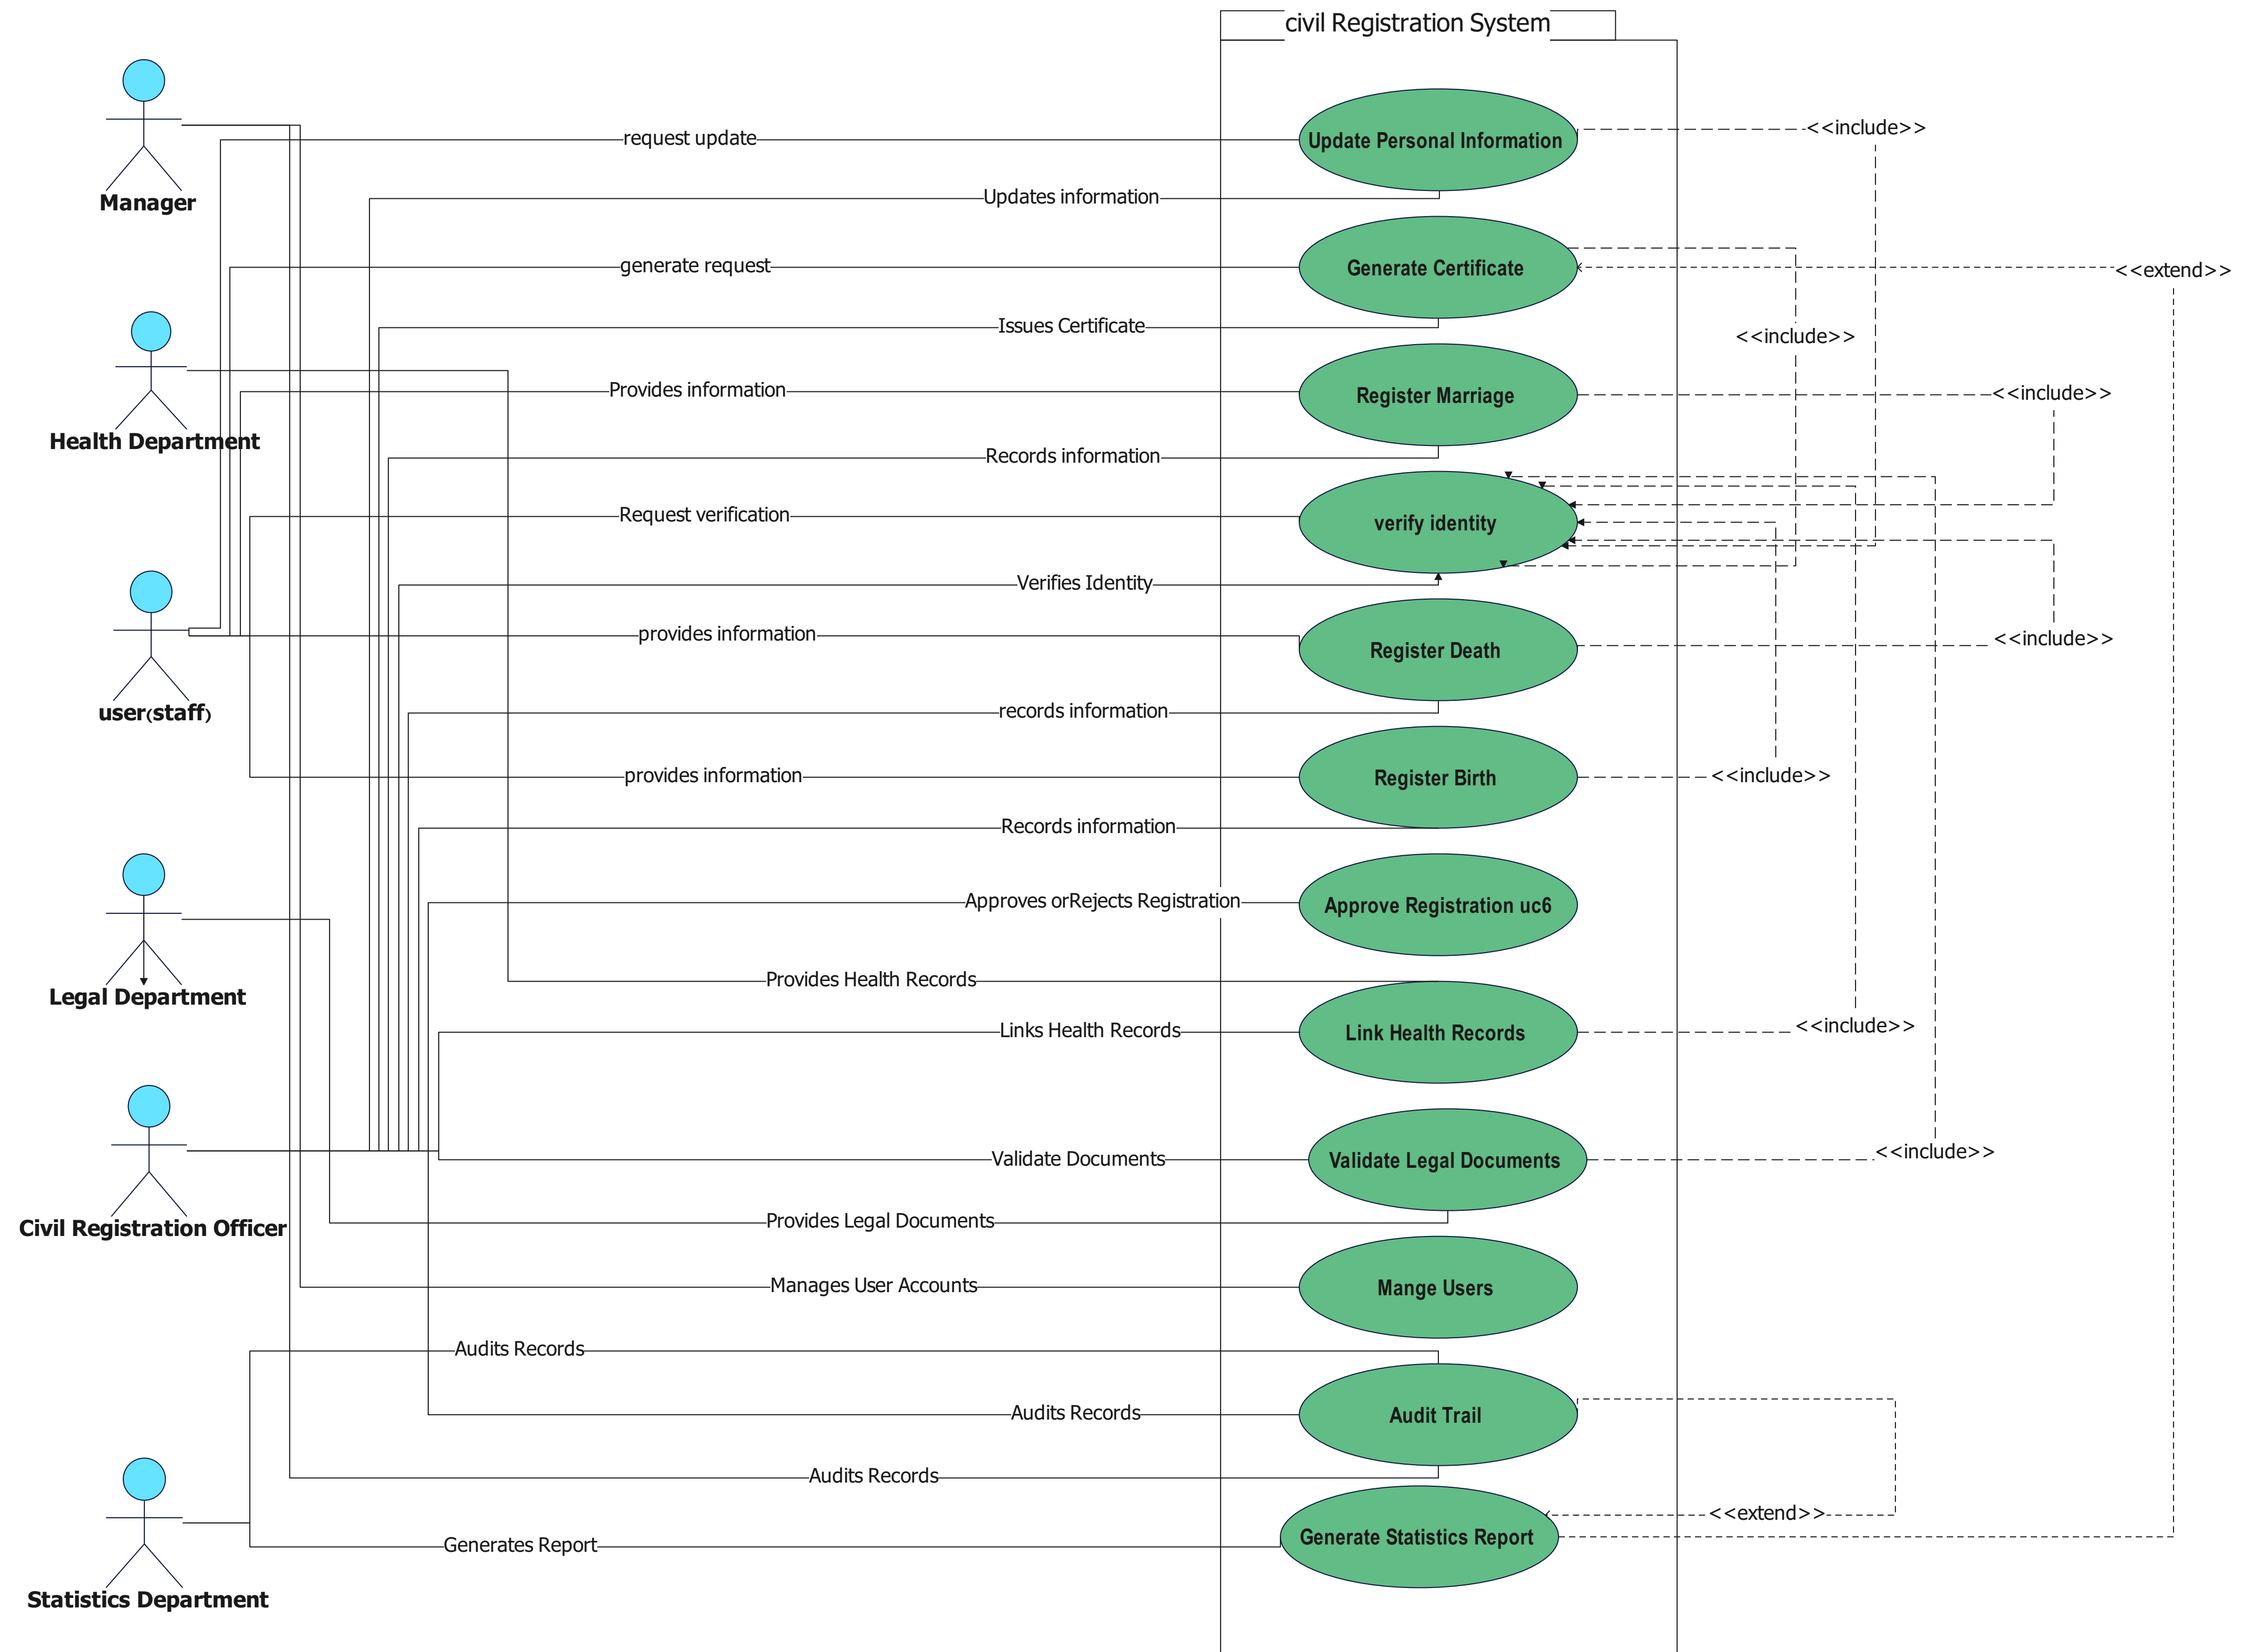 civil Registration System
Manager
Health Department
user(staff)
Legal Department
Civil Registration Officer
Statistics Department
request update
Updates information
generate request
Issues Certificate
Provides information
Records information
Request verification
Verifies Identity
provides information
records information
provides information
Records information
Approves orRejects Registration
Provides Health Records
Links Health Records
Validate Documents
Provides Legal Documents
Manages User Accounts
Audits Records
Audits Records
Audits Records
Generates Report
Update Personal Information
Generate Certificate
Register Marriage
verify identity
Register Death
Register Birth
Approve Registration uc6
Link Health Records
Validate Legal Documents
Mange Users
Audit Trail
Generate Statistics Report
<<include>>
<<extend>>
<<include>>
<<include>>
<<include>>
<<include>>
<<include>>
<<include>>
<<extend>>